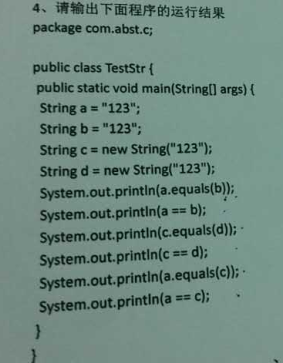 4、请输出下面程序的运行结果
package com.abst.c;
public class TestStr {
public static void main(String[] args) {
String a = "123";
String b = "123";
String c = new String("123");
String d = new String("123");
System.out.println(a.equals(b));
System.out.println(a == b);
System.out.println(c.equals(d));
System.out.println(c == d);
System.out.println(a.equals(c));
System.out.println(a == c);
}
}